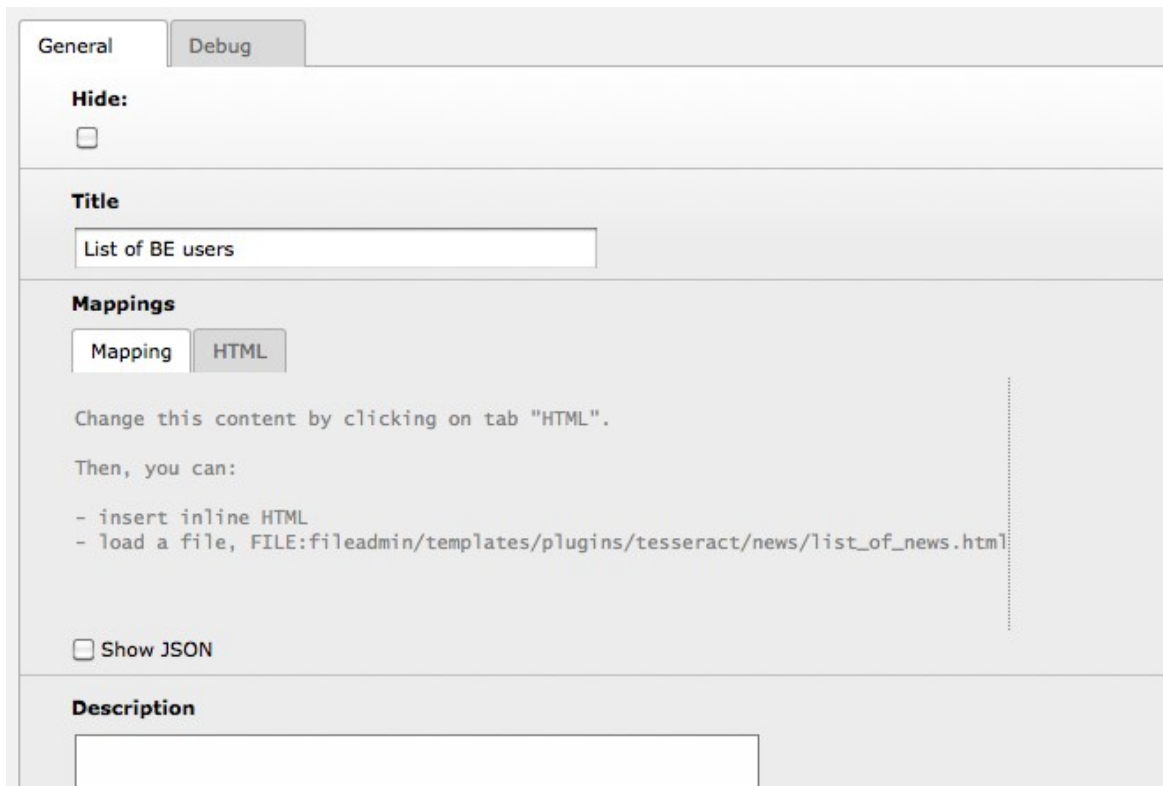 General Debug
Hide:
Title
List of BE users
Mappings
Mapping HTML
Change this content by clicking on tab "HTML".
Then, you can:
- insert inline HTML
- load a file, FILE:fileadmin/templates/plugins/tesseract/news/list_of_news.html
Show JSON
Description